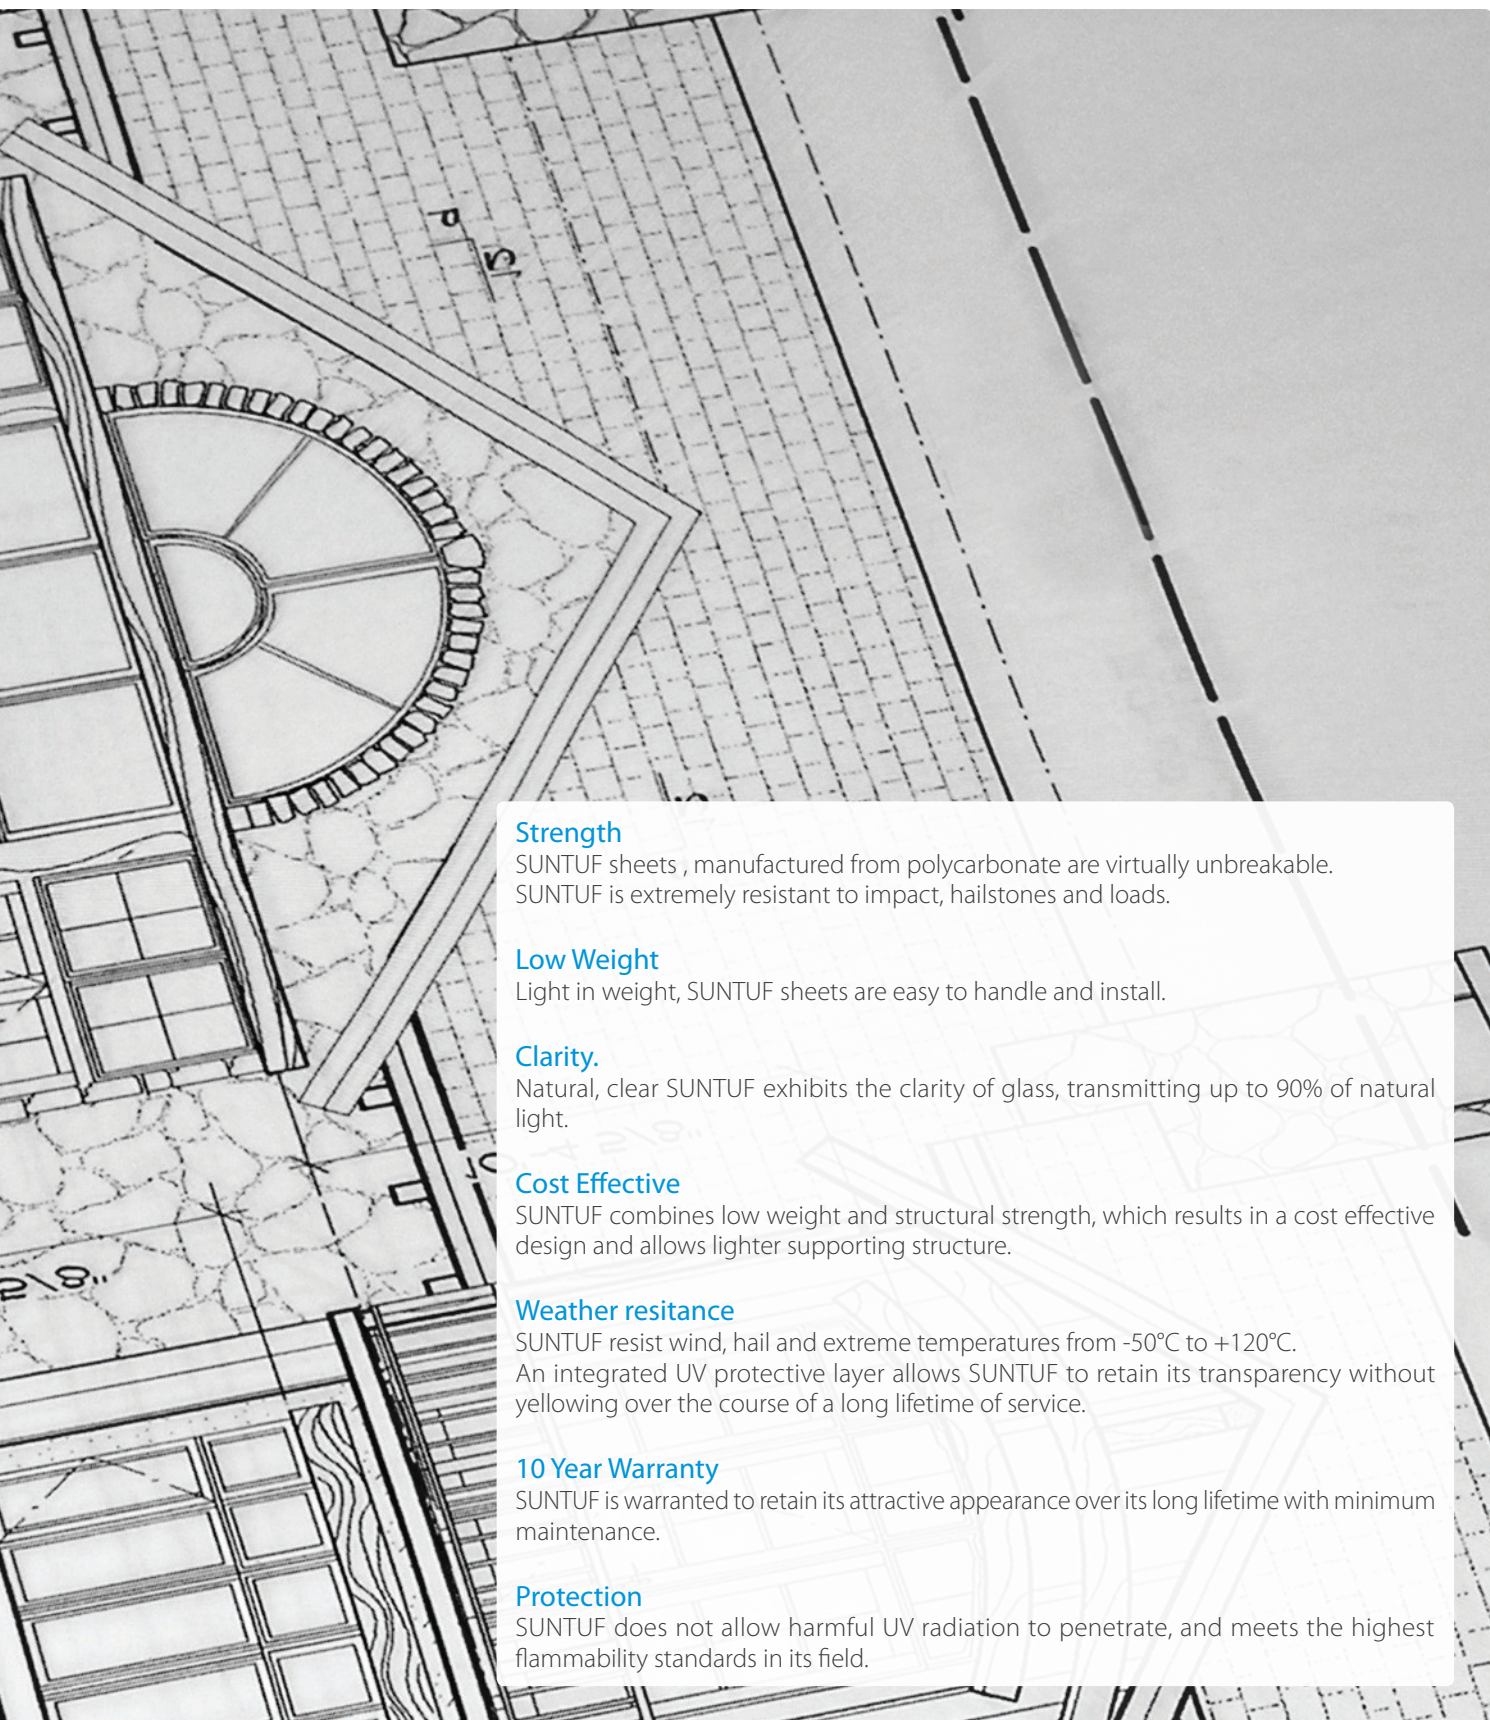 Strength
SUNTUF sheets , manufactured from polycarbonate are virtually unbreakable.
SUNTUF is extremely resistant to impact, hailstones and loads.
Low Weight
Light in weight, SUNTUF sheets are easy to handle and install.
Clarity.
Natural, clear SUNTUF exhibits the clarity of glass, transmitting up to 90% of natural
light.
Cost Effective
SUNTUF combines low weight and structural strength, which results in a cost effective
design and allows lighter supporting structure.
Weather resitance
SUNTUF resist wind, hail and extreme temperatures from -50°C to +120°C.
An integrated UV protective layer allows SUNTUF to retain its transparency without
yellowing over the course of a long lifetime of service.
10 Year Warranty
SUNTUF is warranted to retain its attractive appearance over its long lifetime with minimum
maintenance.
Protection
SUNTUF does not allow harmful UV radiation to penetrate, and meets the highest
flammability standards in its field.